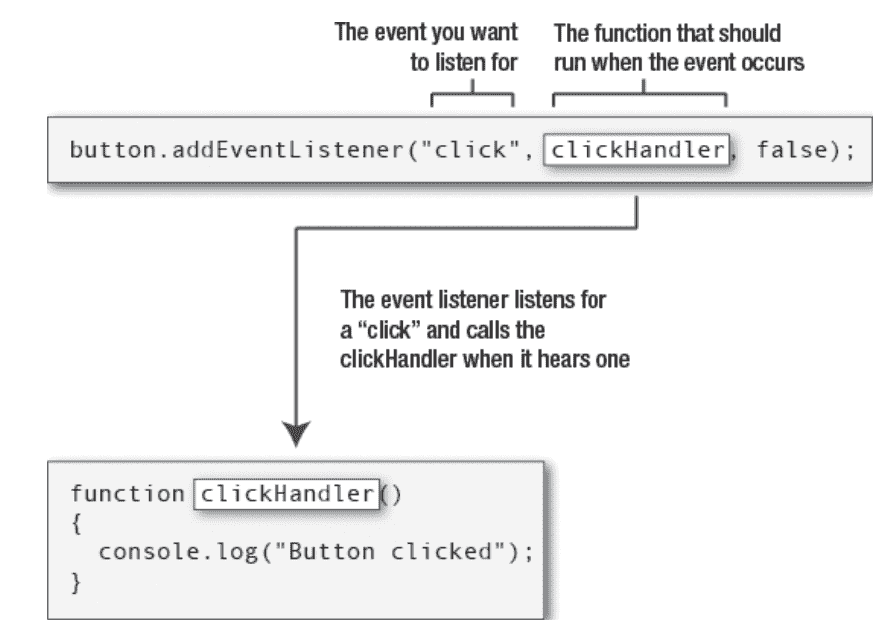 The event you want
to listen for
The function that should
run when the event occurs
button.addEventListener("click", clickHandler, false);
The event listener listens for
a “click” and calls the
clickHandler when it hears one
function clickHandler()
{
  console.log("Button clicked");
}